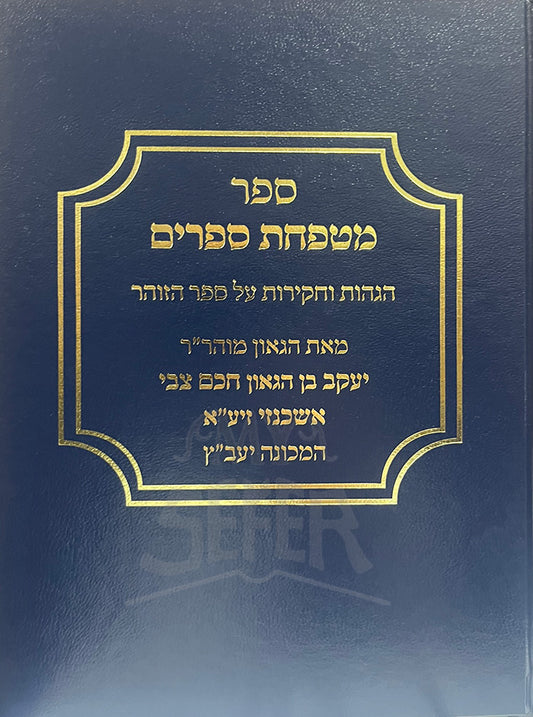 ספר
מטפחת ספרים
הגהות וחקירות על ספר הזוהר
מאת הגאון מוהר״ר
יעקב בן הגאון חכם צבי
אשכנזי זיע״א
המכונה יעב״ץ
SEFER